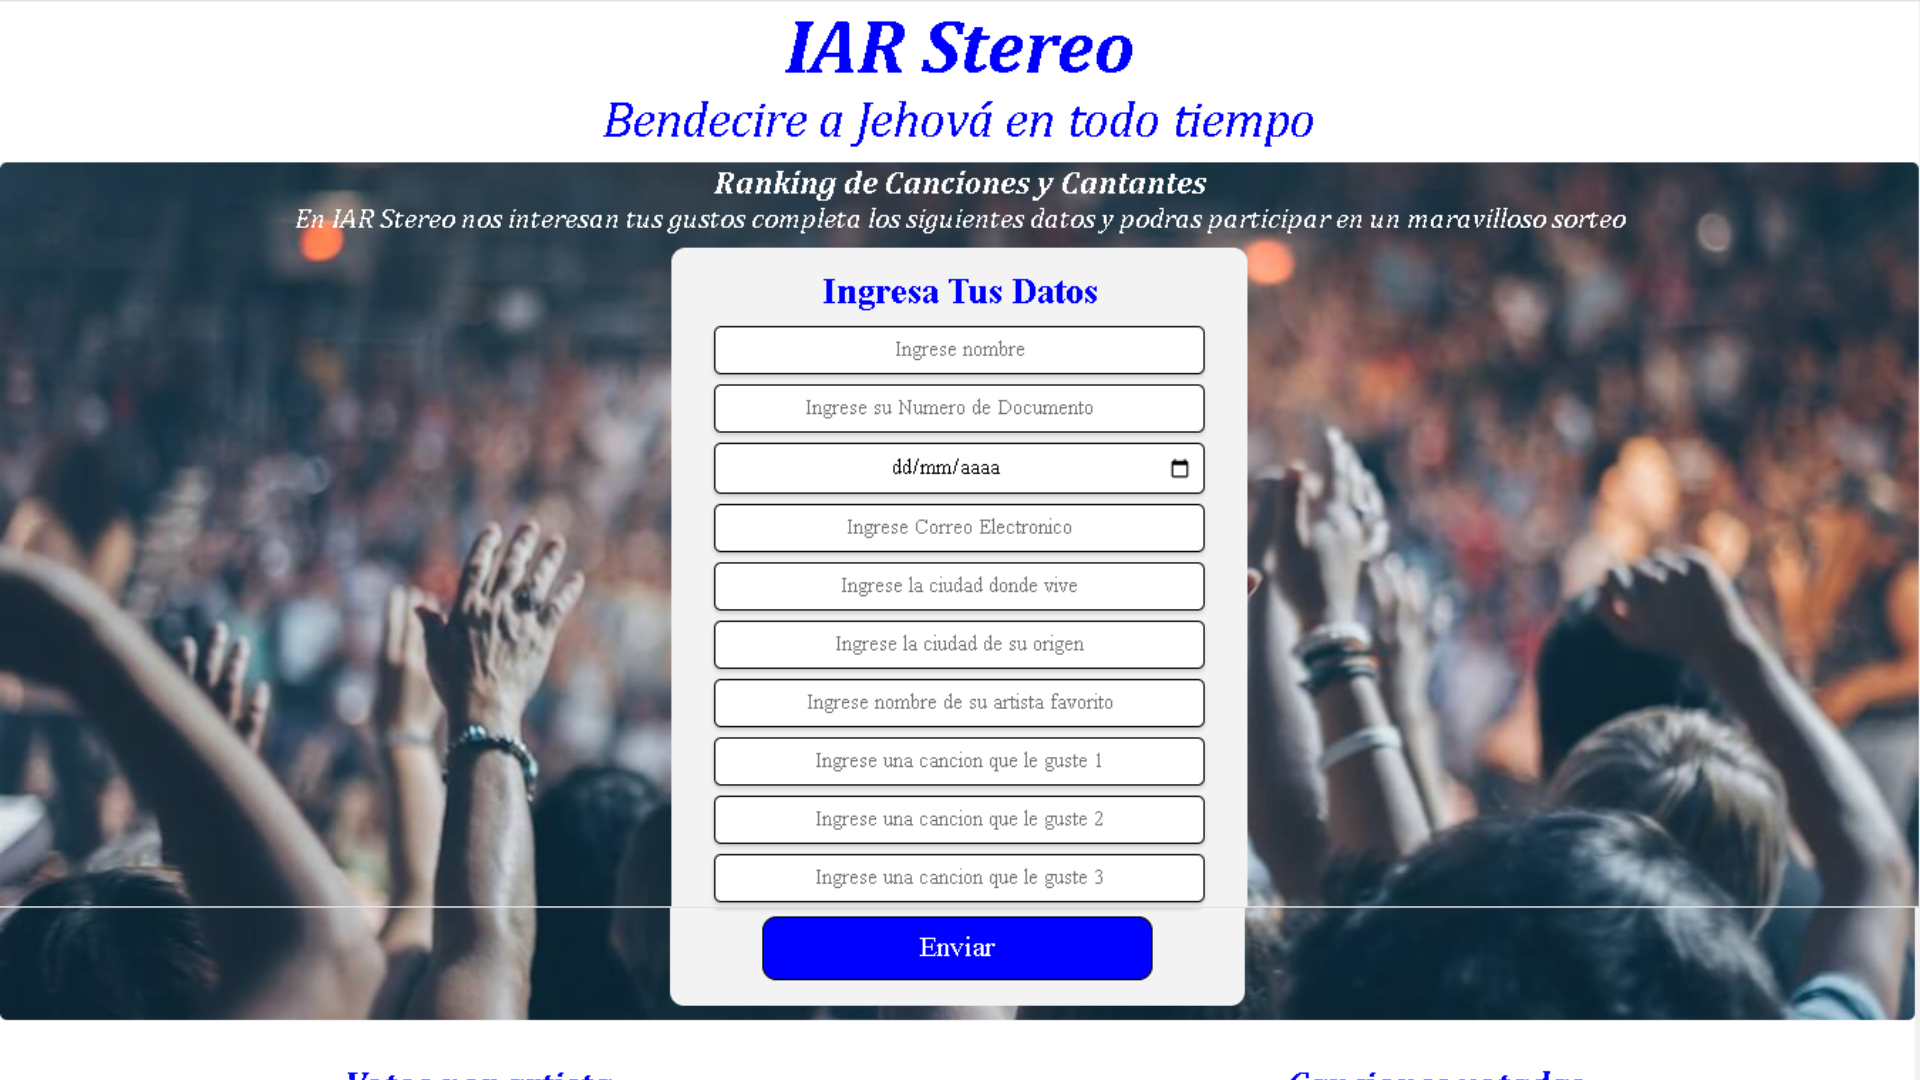 IAR Stereo
Bendecire a Jehová en todo tiempo
Ranking de Canciones y Cantantes
En IAR Stereo nos interesan tus gustos completa los siguientes datos y podras participar en un maravilloso sorteo
Ingresa Tus Datos
Ingrese nombre
Ingrese su Numero de Documento
dd/mm/aaaa
Ingrese Correo Electronico
Ingrese la ciudad donde vive
Ingrese la ciudad de su origen
Ingrese nombre de su artista favorito
Ingrese una cancion que le guste 1
Ingrese una cancion que le guste 2
Ingrese una cancion que le guste 3
Enviar